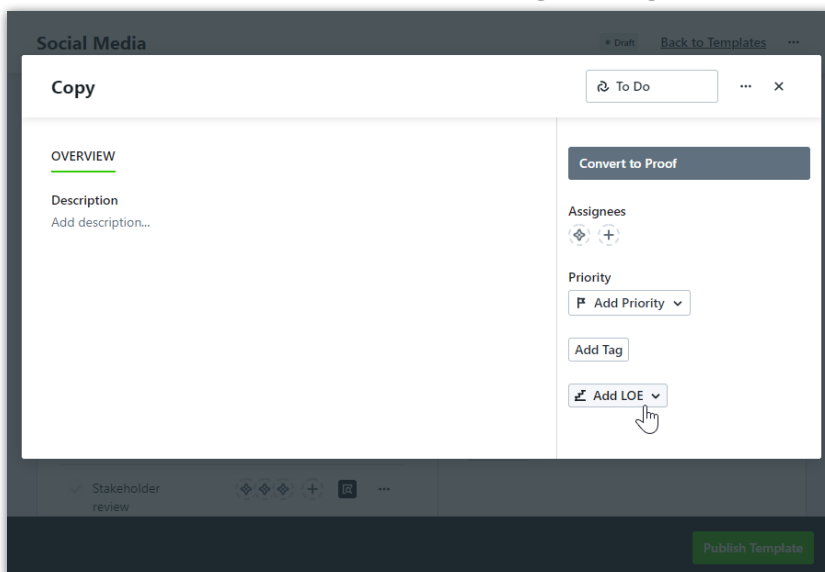 Social Media
Draft
Back to Templates
Copy
To Do
OVERVIEW
Description
Add description...
Convert to Proof
Assignees
Priority
Add Priority
Add Tag
Add LOE
Stakeholder
review
Publish Template